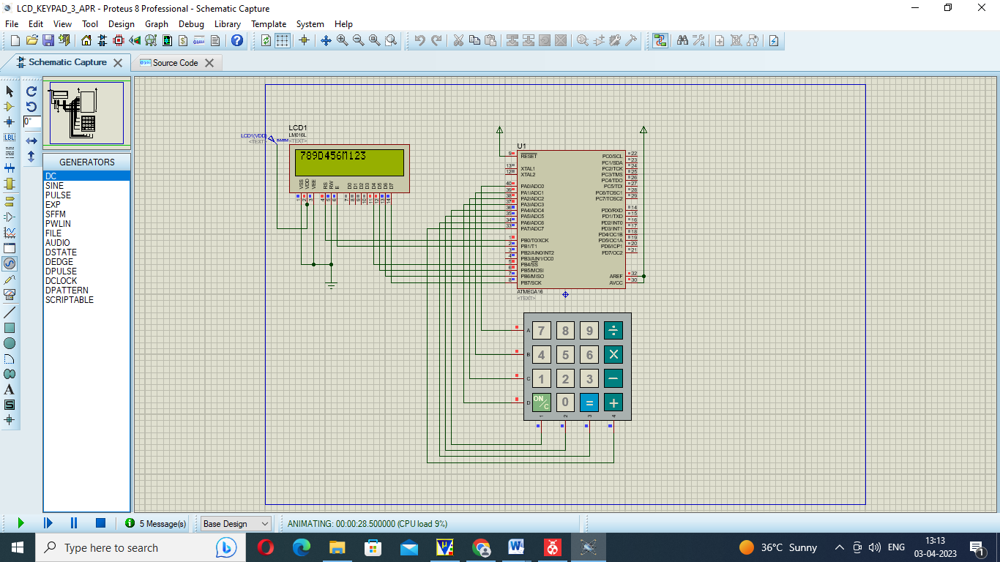 LCD_KEYPAD_3_APR - Proteus 8 Professional - Schematic Capture
File Edit View Tool Design Graph Debug Library Template System Help
Schematic Capture
Source Code
0°
LBL
A
S
GENERATORS
DC
SINE
PULSE
EXP
SFFM
PWLIN
FILE
AUDIO
DSTATE
DEDGE
DPULSE
DCLOCK
DPATTERN
SCRIPTABLE
LCD1(VDD)
<TEXT>
LCD1
LM016L
<TEXT>
789D456M123
VSS VDD VEE RS RW E D0 D1 D2 D3 D4 D5 D6 D7
1 2 3 4 5 6 7 8 9 10 11 12 13 14
U1
9 RESET PC0/SCL 22
PC1/SDA 23
13 XTAL1 PC2/TCK 24
12 XTAL2 PC3/TMS 25
PC4/TDO 26
40 PA0/ADC0 PC5/TDI 27
39 PA1/ADC1 PC6/TOSC1 28
38 PA2/ADC2 PC7/TOSC2 29
37 PA3/ADC3
36 PA4/ADC4 PD0/RXD 14
35 PA5/ADC5 PD1/TXD 15
34 PA6/ADC6 PD2/INT0 16
33 PA7/ADC7 PD3/INT1 17
PD4/OC1B 18
1 PB0/T0/XCK PD5/OC1A 19
2 PB1/T1 PD6/ICP1 20
3 PB2/AIN0/INT2 PD7/OC2 21
4 PB3/AIN1/OC0
5 PB4/SS
6 PB5/MOSI
7 PB6/MISO AREF 32
8 PB7/SCK AVCC 30
ATMEGA16
<TEXT>
A 7 8 9 ÷
B 4 5 6 ×
C 1 2 3 −
D ON/C 0 = +
1 2 3 4
5 Message(s)
Base Design
ANIMATING: 00:00:28.500000 (CPU load 9%)
Type here to search
36°C Sunny
ENG
13:13
03-04-2023
1